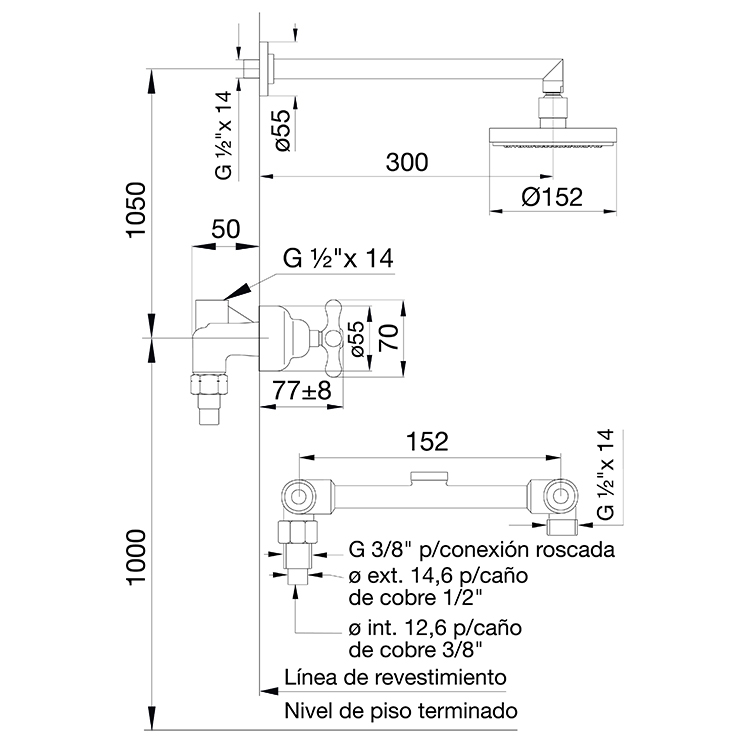 G ½"x 14
ø55
1050
300
Ø152
50
G ½"x 14
ø55
70
77±8
152
G ½"x 14
1000
G 3/8" p/conexión roscada
ø ext. 14,6 p/caño
de cobre 1/2"
ø int. 12,6 p/caño
de cobre 3/8"
Línea de revestimiento
Nivel de piso terminado